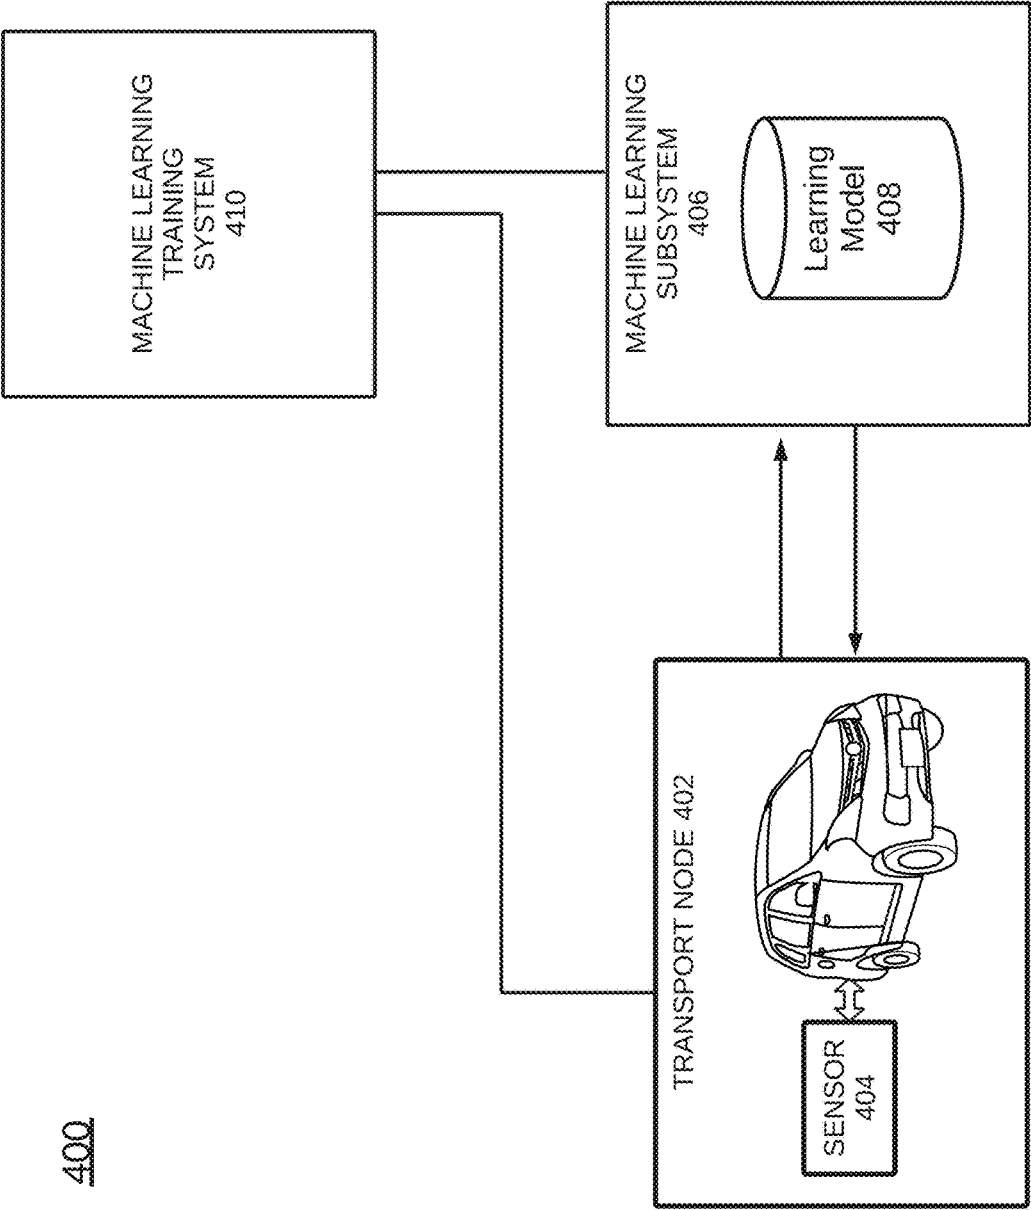 400
TRANSPORT NODE 402
SENSOR
404
MACHINE LEARNING
TRAINING
SYSTEM
410
MACHINE LEARNING
SUBSYSTEM
406
Learning
Model
408